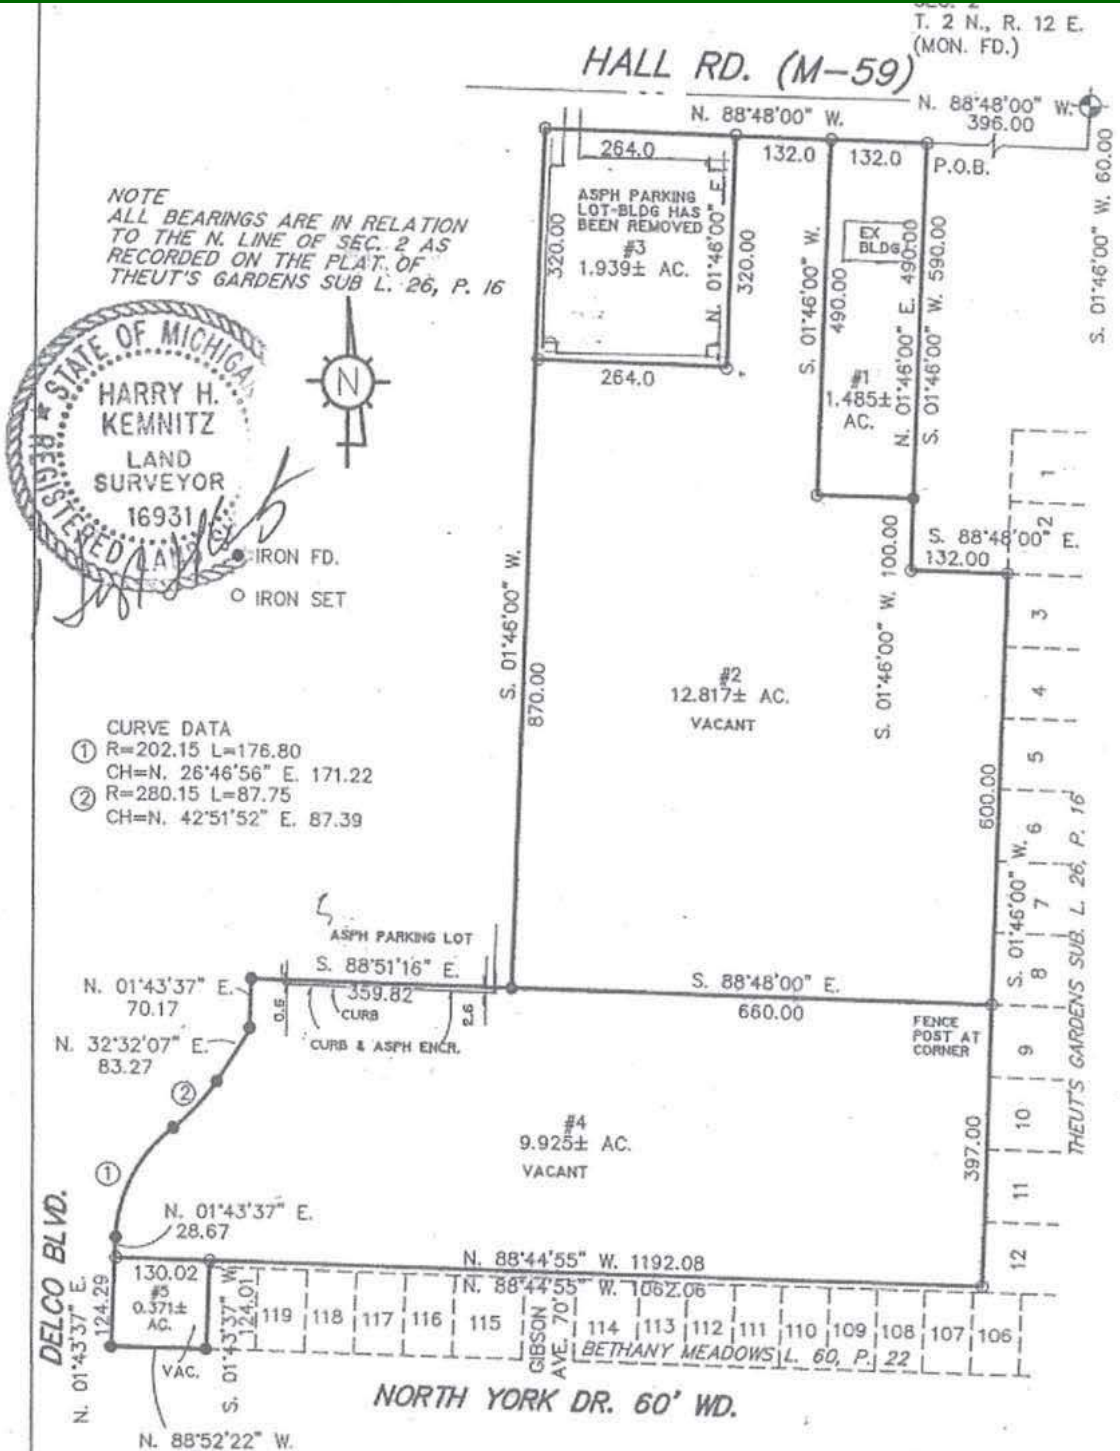 T. 2 N., R. 12 E.
(MON. FD.)
HALL RD. (M-59)
N. 88°48'00" W.
396.00
N. 88°48'00" W.
264.0
132.0
132.0
P.O.B.
S. 01°46'00" W. 60.00
NOTE
ALL BEARINGS ARE IN RELATION
TO THE N. LINE OF SEC. 2 AS
RECORDED ON THE PLAT. OF
THEUT'S GARDENS SUB L. 26, P. 16
ASPH PARKING
LOT-BLDG HAS
BEEN REMOVED
#3
1.939± AC.
320.00
N. 01°46'00" E.
320.00
264.0
S. 01°46'00" W.
490.00
EX
BLDG
#1
1.485±
AC.
N. 01°46'00" E. 490.00
S. 01°46'00" W. 590.00
STATE OF MICHIGA
HARRY H.
KEMNITZ
LAND
SURVEYOR
16931
REGISTERED
N
IRON FD.
IRON SET
S. 01°46'00" W. 100.00
S. 88°48'00" E.
132.00
S. 01°46'00" W.
870.00
#2
12.817± AC.
VACANT
600.00
S. 01°46'00" W.
1
2
3
4
5
6
7
8
9
10
11
12
THEUT'S GARDENS SUB. L. 26, P. 16
CURVE DATA
① R=202.15 L=176.80
CH=N. 26°46'56" E. 171.22
② R=280.15 L=87.75
CH=N. 42°51'52" E. 87.39
ASPH PARKING LOT
S. 88°51'16" E.
359.82
CURB
0.6
2.6
CURB & ASPH ENCR.
S. 88°48'00" E.
660.00
FENCE
POST AT
CORNER
N. 01°43'37" E.
70.17
N. 32°32'07" E.
83.27
②
①
#4
9.925± AC.
VACANT
397.00
N. 01°43'37" E.
28.67
N. 88°44'55" W. 1192.08
N. 88°44'55" W. 1062.06
DELCO BLVD.
N. 01°43'37" E.
124.29
130.02
#5
0.371±
AC.
VAC.
S. 01°43'37" W.
124.01
119
118
117
116
115
GIBSON
AVE. 70'
114
113
112
111
110
109
108
107
106
BETHANY MEADOWS L. 60, P. 22
NORTH YORK DR. 60' WD.
N. 88°52'22" W.